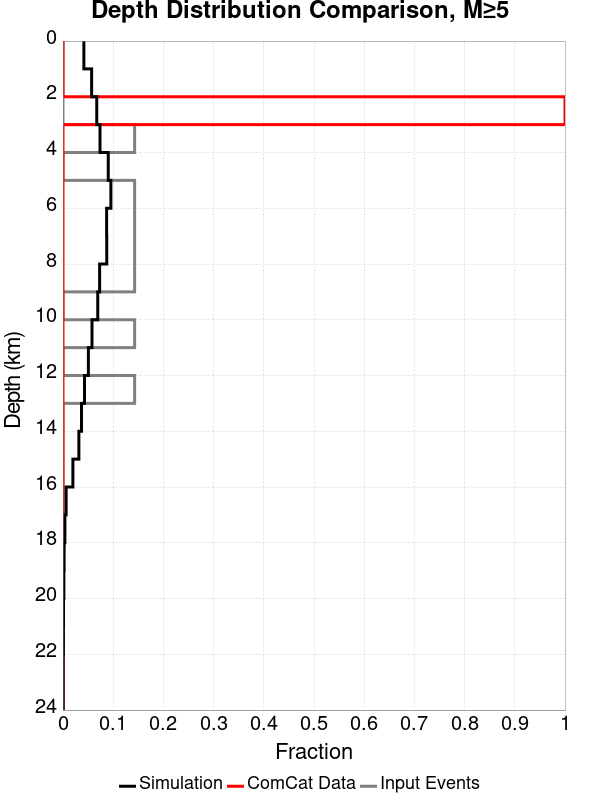 Depth Distribution Comparison, M≥5
0
2
4
6
8
10
12
14
16
18
20
22
24
Depth (km)
0 0.1 0.2 0.3 0.4 0.5 0.6 0.7 0.8 0.9 1
Fraction
Simulation ComCat Data Input Events